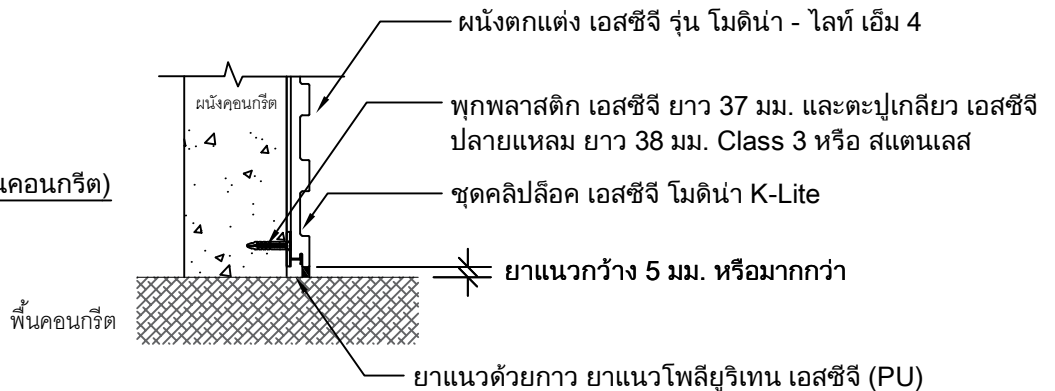 ผนังตกแต่ง เอสซีจี รุ่น โมดิน่า - ไลท์ เอ็ม 4
ผนังคอนกรีต
พุกพลาสติก เอสซีจี ยาว 37 มม. และตะปูเกลียว เอสซีจี
ปลายแหลม ยาว 38 มม. Class 3 หรือ สแตนเลส
นคอนกรีต)
ชุดคลิปล็อค เอสซีจี โมดิน่า K-Lite
ยาแนวกว้าง 5 มม. หรือมากกว่า
พื้นคอนกรีต
ยาแนวด้วยกาว ยาแนวโพลียูริเทน เอสซีจี (PU)